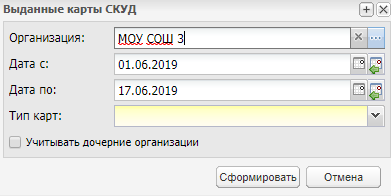 Выданные карты СКУД
Организация: МОУ СОШ 3
Дата с: 01.06.2019
Дата по: 17.06.2019
Тип карт:
Учитывать дочерние организации
Сформировать Отмена